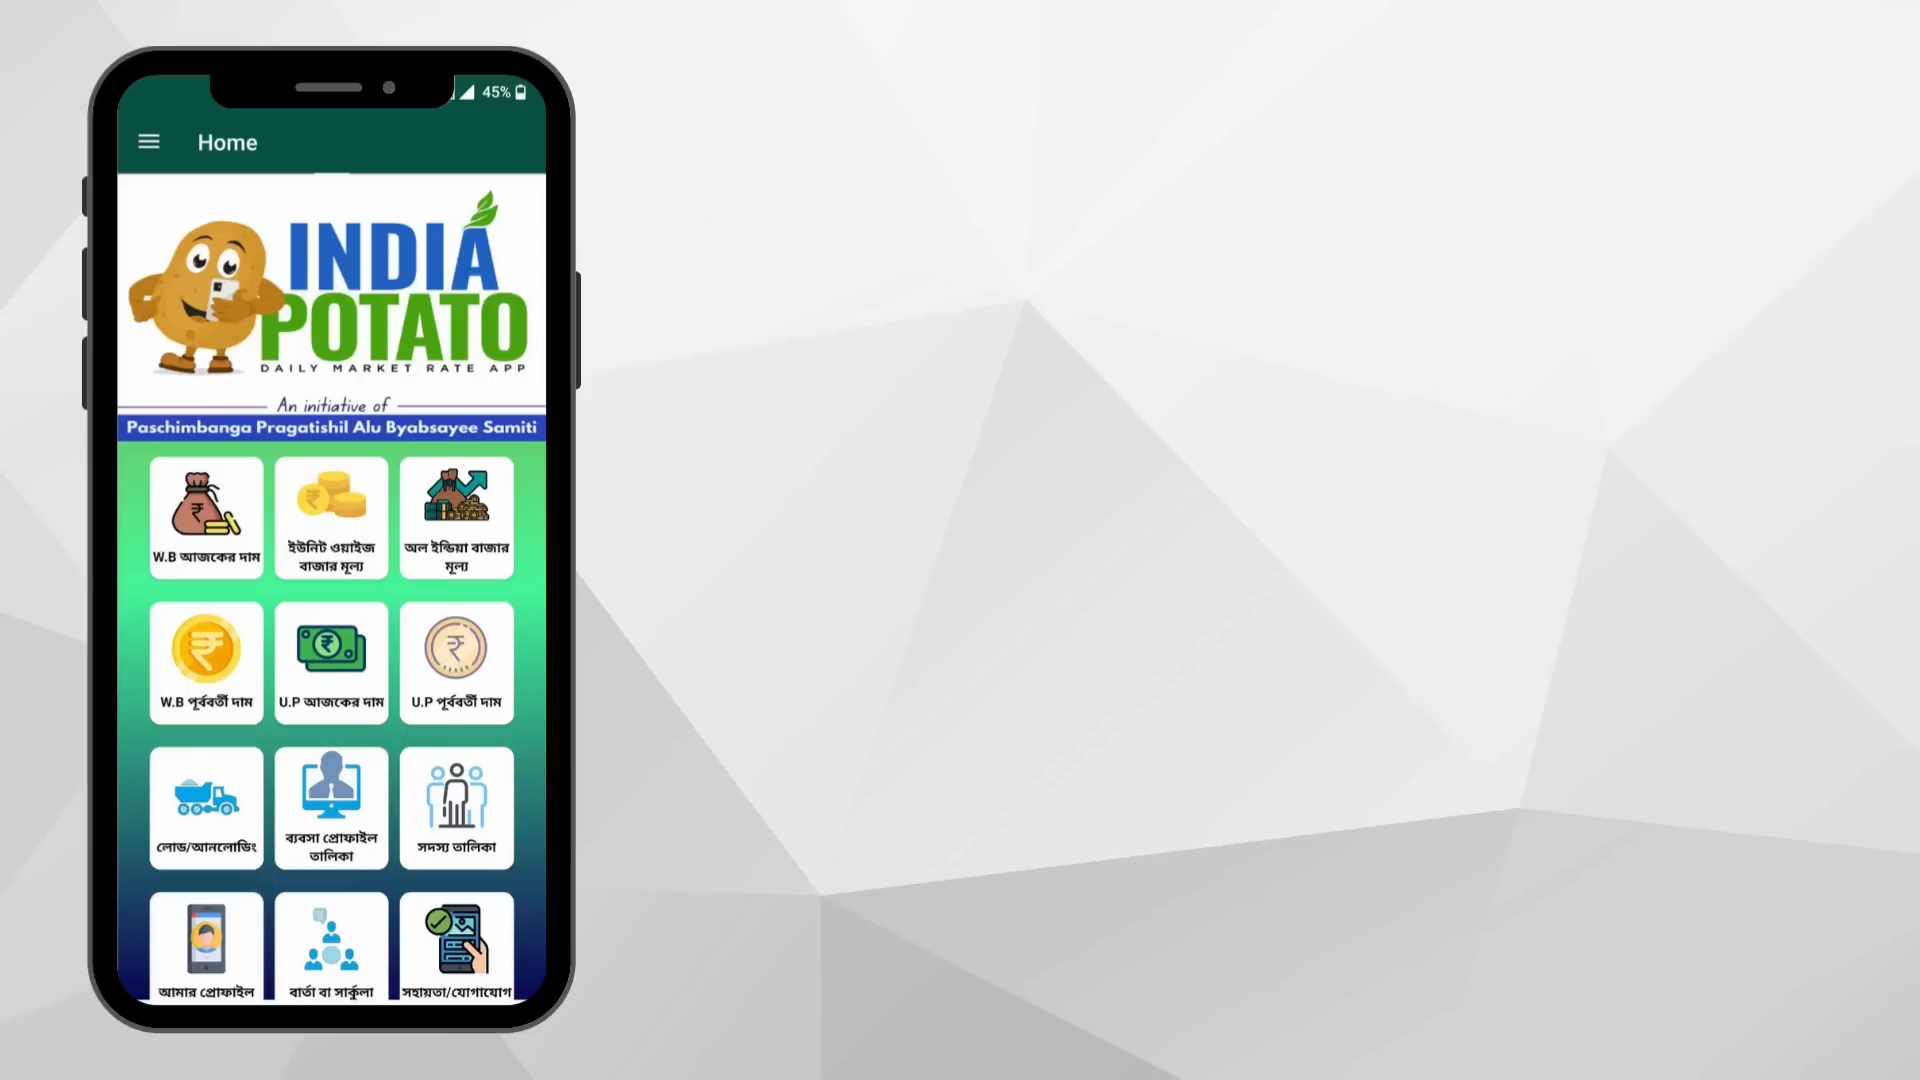 45%
Home
INDIA
POTATO
DAILY MARKET RATE APP
An initiative of
Paschimbanga Pragatishil Alu Byabsayee Samiti
W.B আজকের দাম
ইউনিট ওয়াইজ
বাজার মূল্য
অল ইন্ডিয়া বাজার
মূল্য
W.B পূর্ববর্তী দাম
U.P আজকের দাম
U.P পূর্ববর্তী দাম
লোড/আনলোডিং
ব্যবসা প্রোফাইল
তালিকা
সদস্য তালিকা
আমার প্রোফাইল
বার্তা বা সার্কুলা
সহায়তা/যোগাযোগ